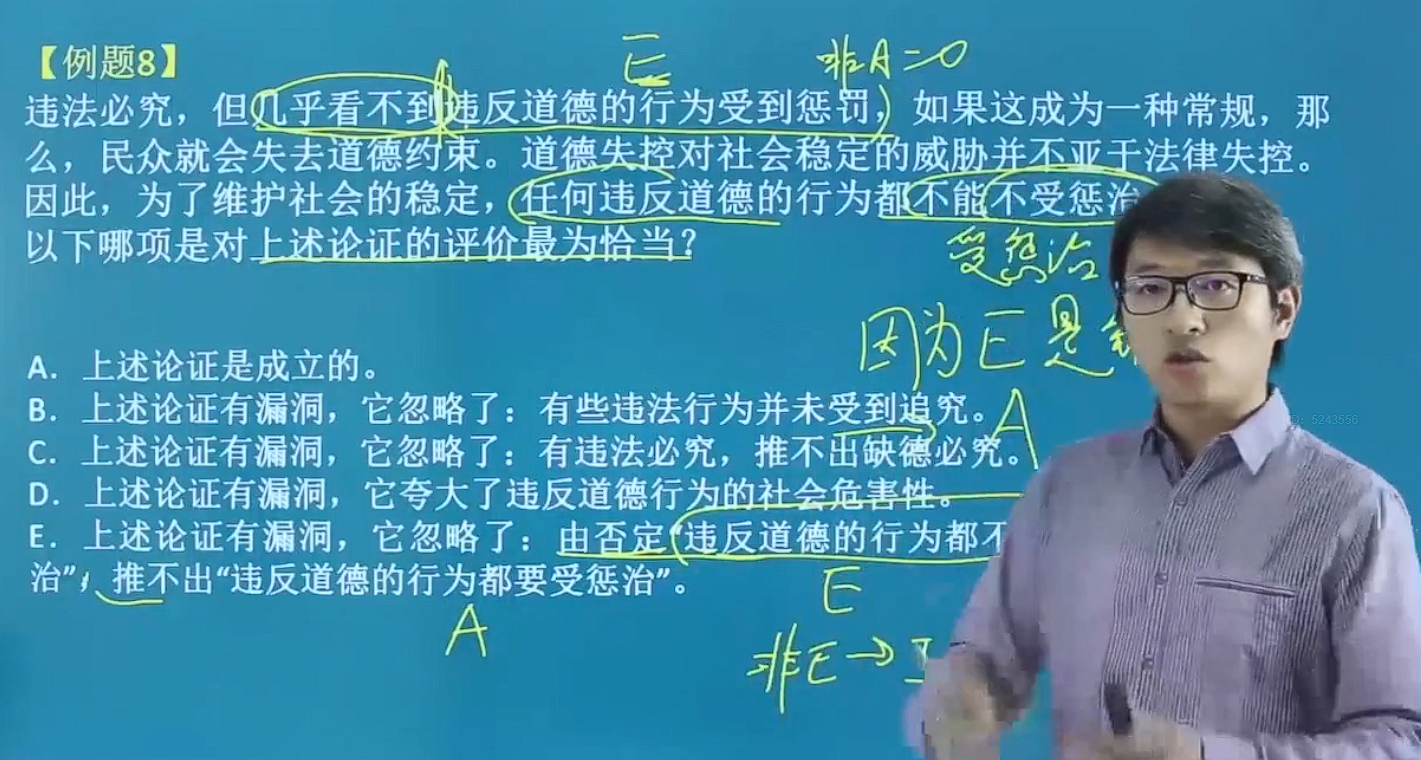 【例题8】
E 非A=O
违法必究，但几乎看不到违反道德的行为受到惩罚，如果这成为一种常规，那
么，民众就会失去道德约束。道德失控对社会稳定的威胁并不亚于法律失控。
因此，为了维护社会的稳定，任何违反道德的行为都不能不受惩治
以下哪项是对上述论证的评价最为恰当？
受惩治
因为E是
A. 上述论证是成立的。
B. 上述论证有漏洞，它忽略了：有些违法行为并未受到追究。
A
C. 上述论证有漏洞，它忽略了：有违法必究，推不出缺德必究。
D. 上述论证有漏洞，它夸大了违反道德行为的社会危害性。
E. 上述论证有漏洞，它忽略了：由否定“违反道德的行为都不
治”，推不出“违反道德的行为都要受惩治”。
E
A
非E→I
ID: 5243556